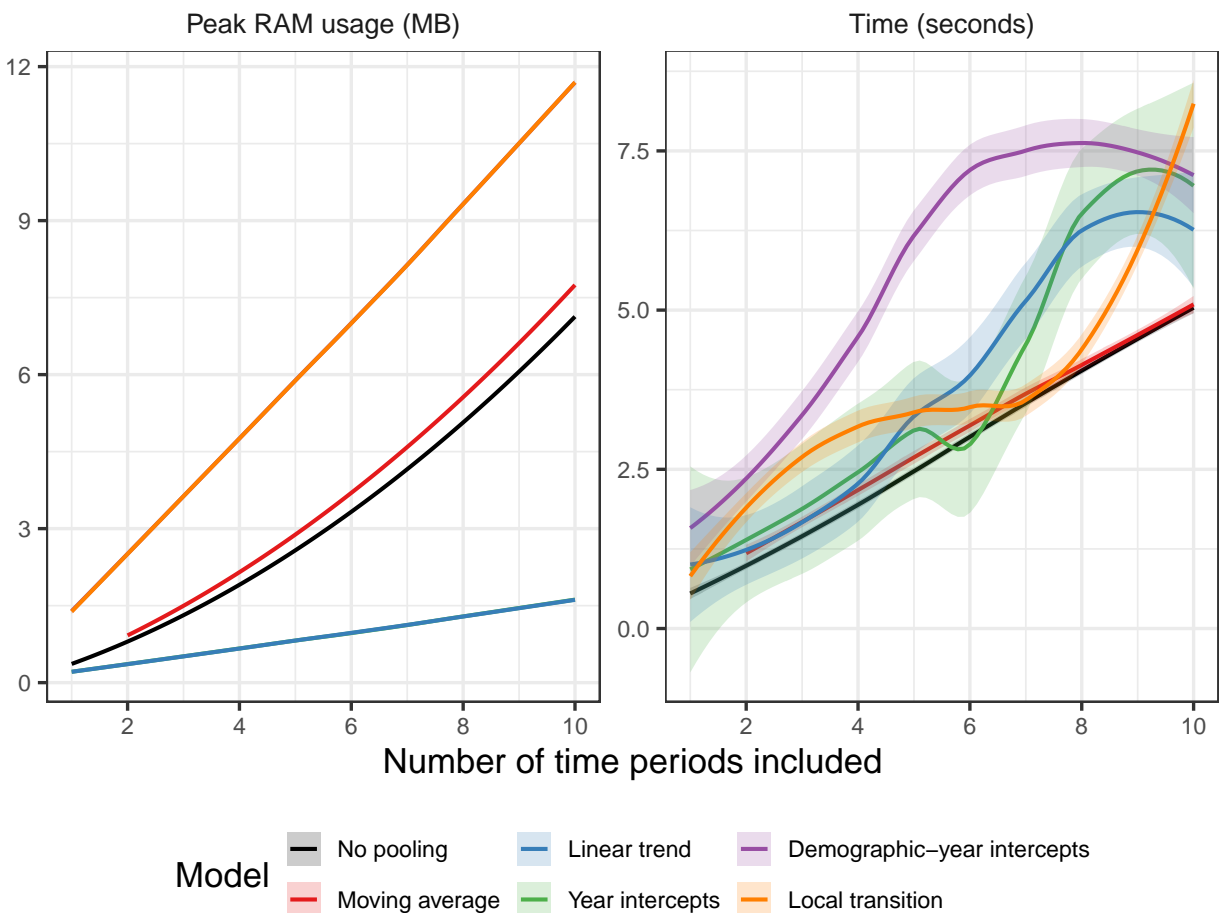 Peak RAM usage (MB)
Time (seconds)
12
9
6
3
0
2 4 6 8 10
7.5
5.0
2.5
0.0
2 4 6 8 10
Number of time periods included
Model
No pooling
Linear trend
Demographic−year intercepts
Moving average
Year intercepts
Local transition